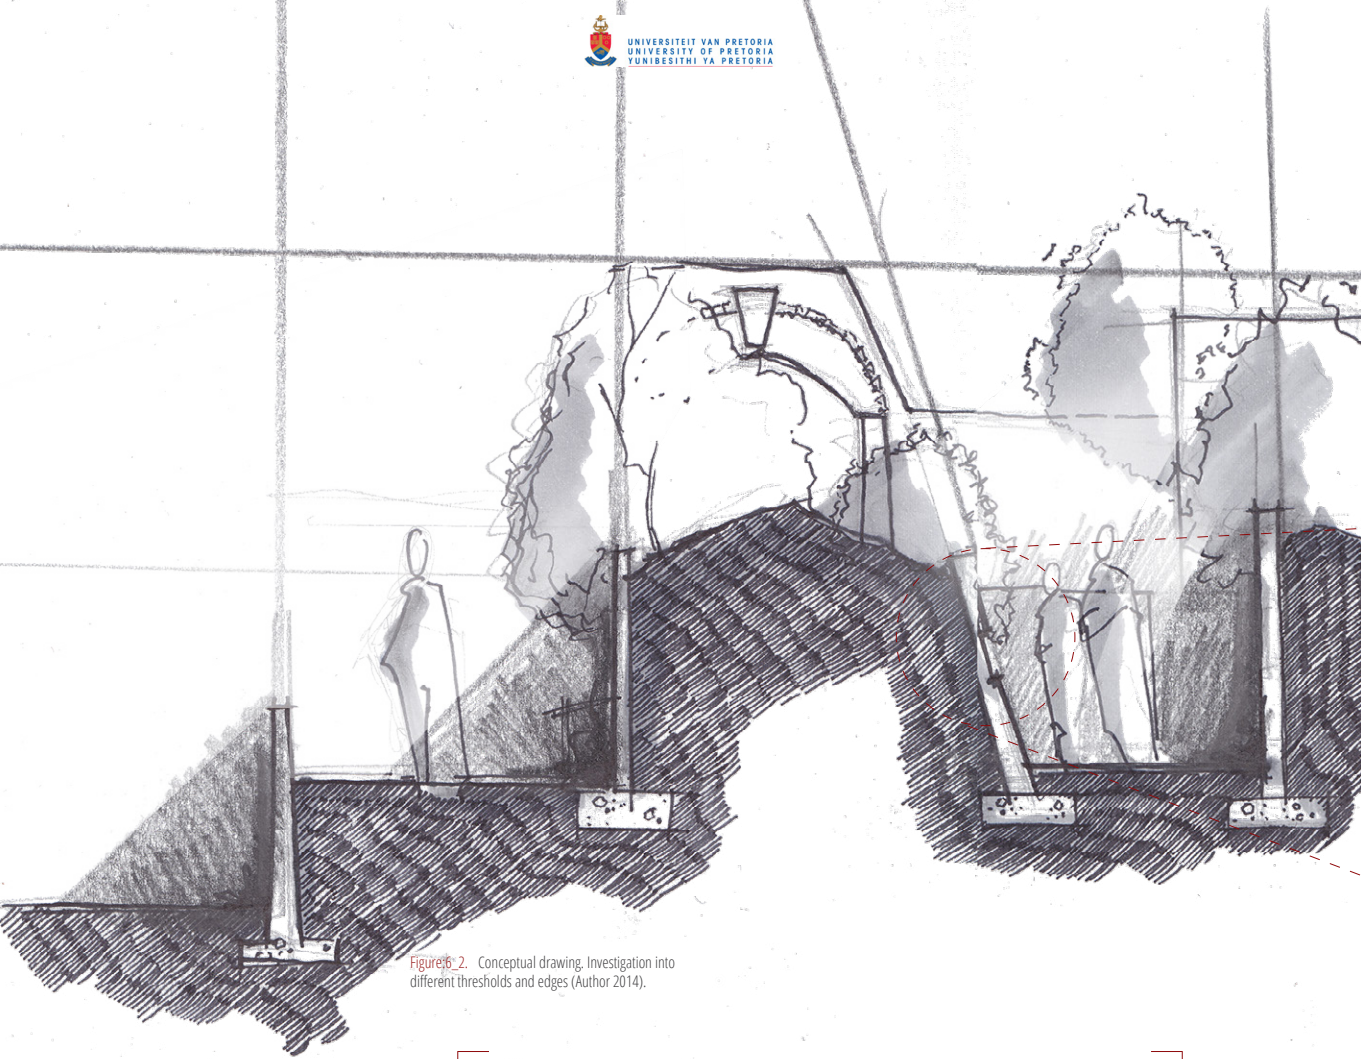 UNIVERSITEIT VAN PRETORIA
UNIVERSITY OF PRETORIA
YUNIBESITHI YA PRETORIA
Figure:6_2. Conceptual drawing. Investigation into
different thresholds and edges (Author 2014).